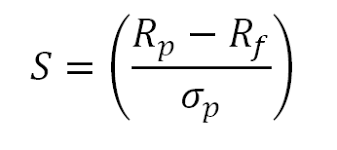 S = ( (R_p − R_f) / σ_p )